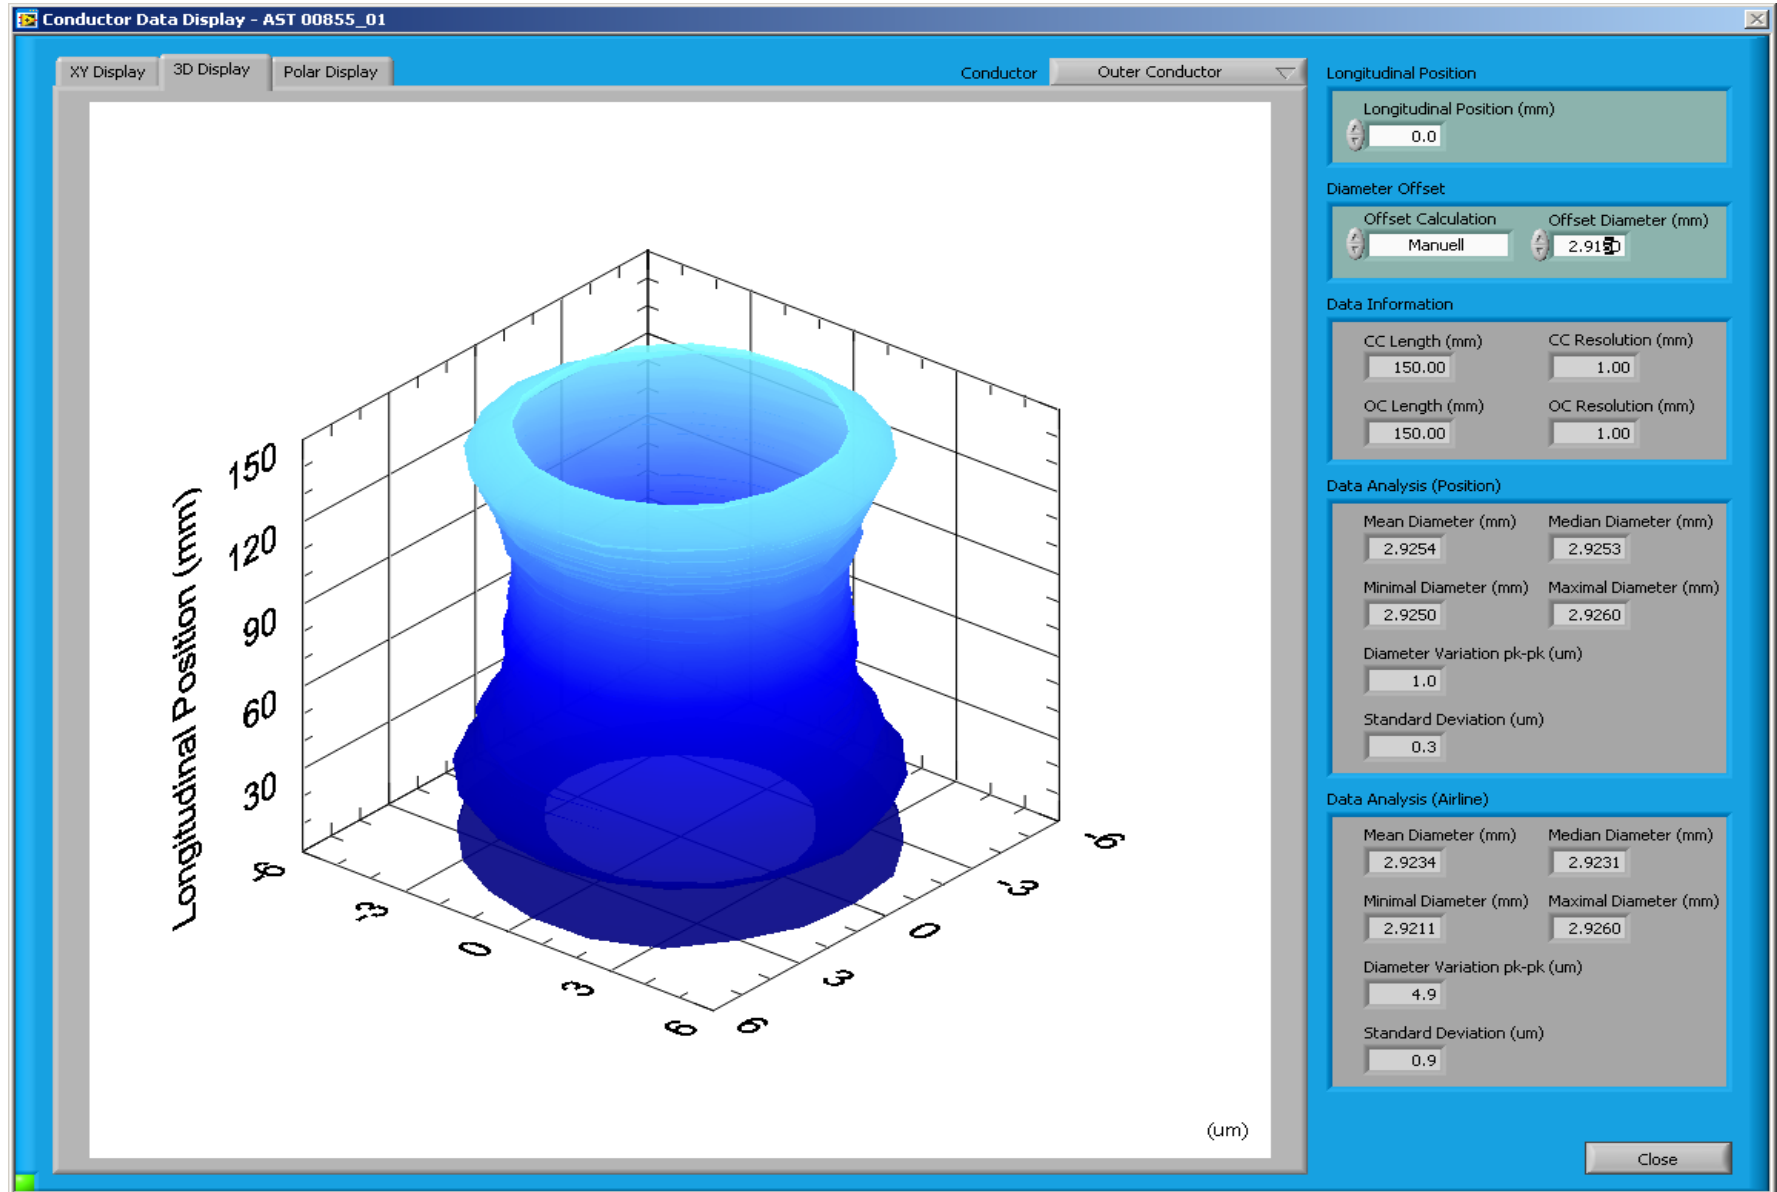 Conductor Data Display - AST 00855_01
XY Display
3D Display
Polar Display
Conductor
Outer Conductor
Longitudinal Position (mm)
150
120
90
60
30
-6
-3
0
3
6
6
3
0
-3
-6
(um)
Longitudinal Position
Longitudinal Position (mm)
0.0
Diameter Offset
Offset Calculation Offset Diameter (mm)
Manuell 2.9150
Data Information
CC Length (mm) CC Resolution (mm)
150.00 1.00
OC Length (mm) OC Resolution (mm)
150.00 1.00
Data Analysis (Position)
Mean Diameter (mm) Median Diameter (mm)
2.9254 2.9253
Minimal Diameter (mm) Maximal Diameter (mm)
2.9250 2.9260
Diameter Variation pk-pk (um)
1.0
Standard Deviation (um)
0.3
Data Analysis (Airline)
Mean Diameter (mm) Median Diameter (mm)
2.9234 2.9231
Minimal Diameter (mm) Maximal Diameter (mm)
2.9211 2.9260
Diameter Variation pk-pk (um)
4.9
Standard Deviation (um)
0.9
Close